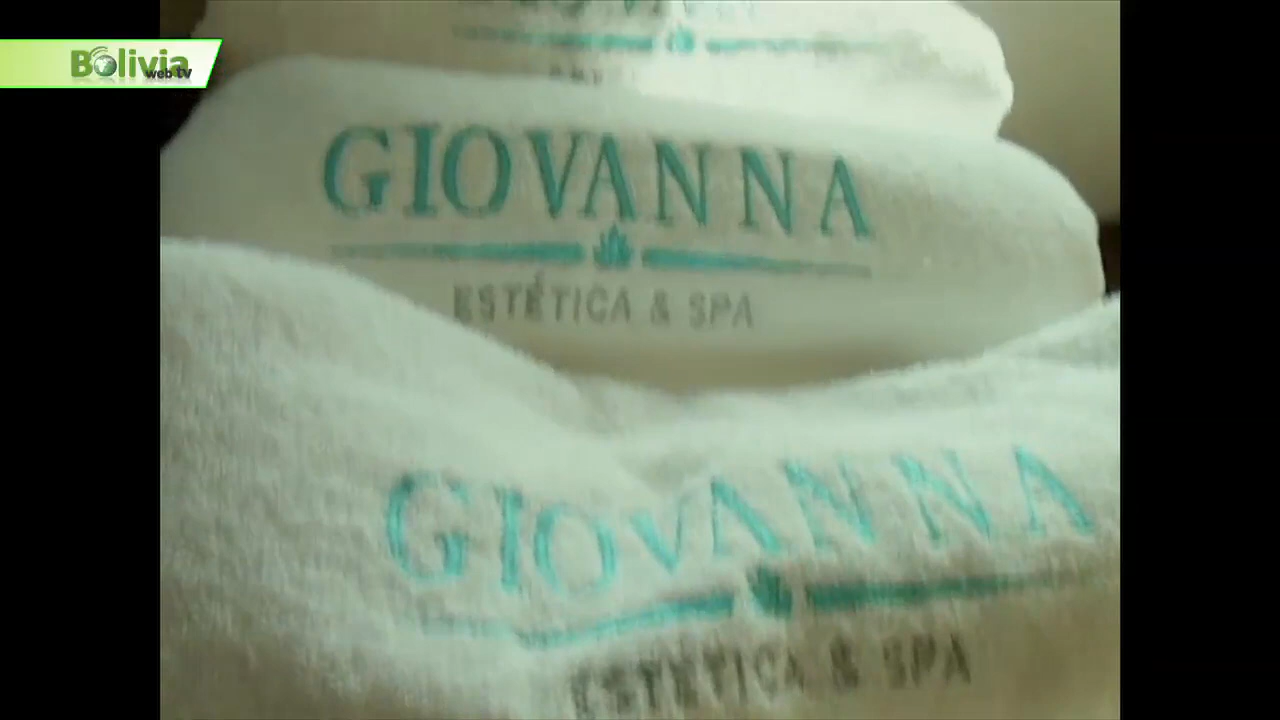 Bolivia
web tv
GIOVANNA
ESTÉTICA & SPA
GIOVANNA
ESTÉTICA & SPA